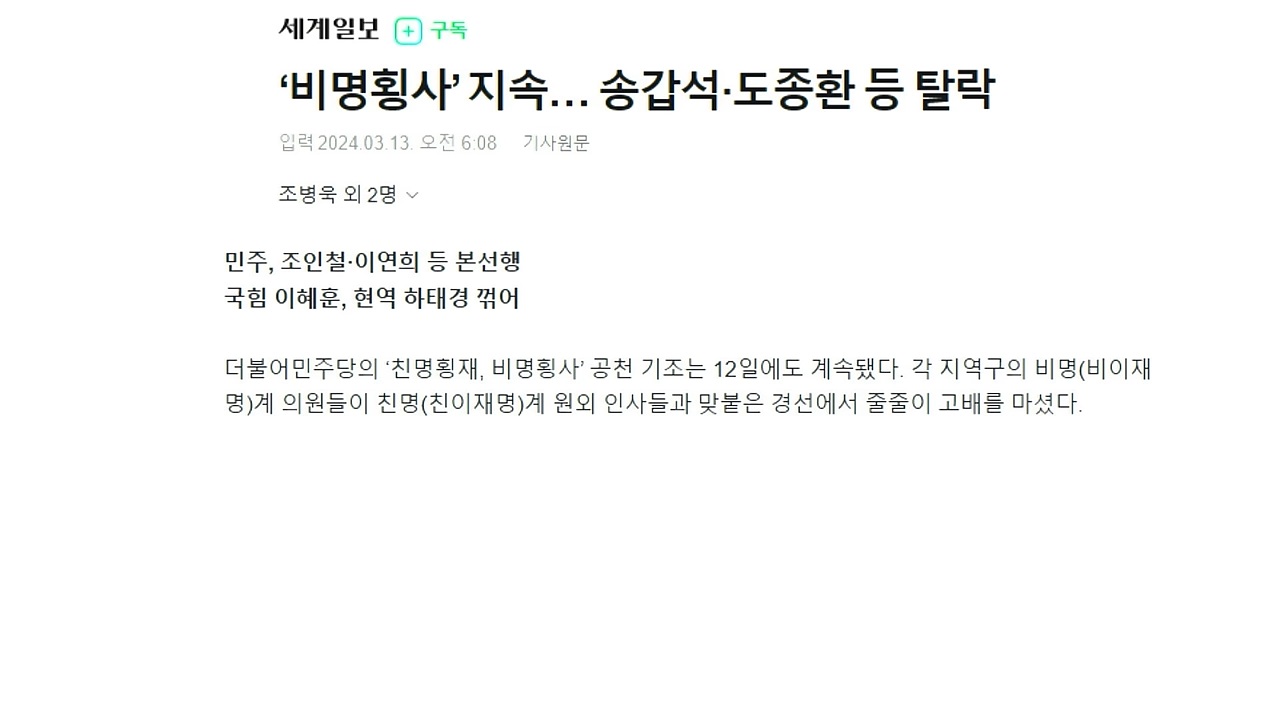 세계일보 + 구독
‘비명횡사’ 지속… 송갑석·도종환 등 탈락
입력 2024.03.13. 오전 6:08 기사원문
조병욱 외 2명
민주, 조인철·이연희 등 본선행
국힘 이혜훈, 현역 하태경 꺾어
더불어민주당의 ‘친명횡재, 비명횡사’ 공천 기조는 12일에도 계속됐다. 각 지역구의 비명(비이재
명)계 의원들이 친명(친이재명)계 원외 인사들과 맞붙은 경선에서 줄줄이 고배를 마셨다.